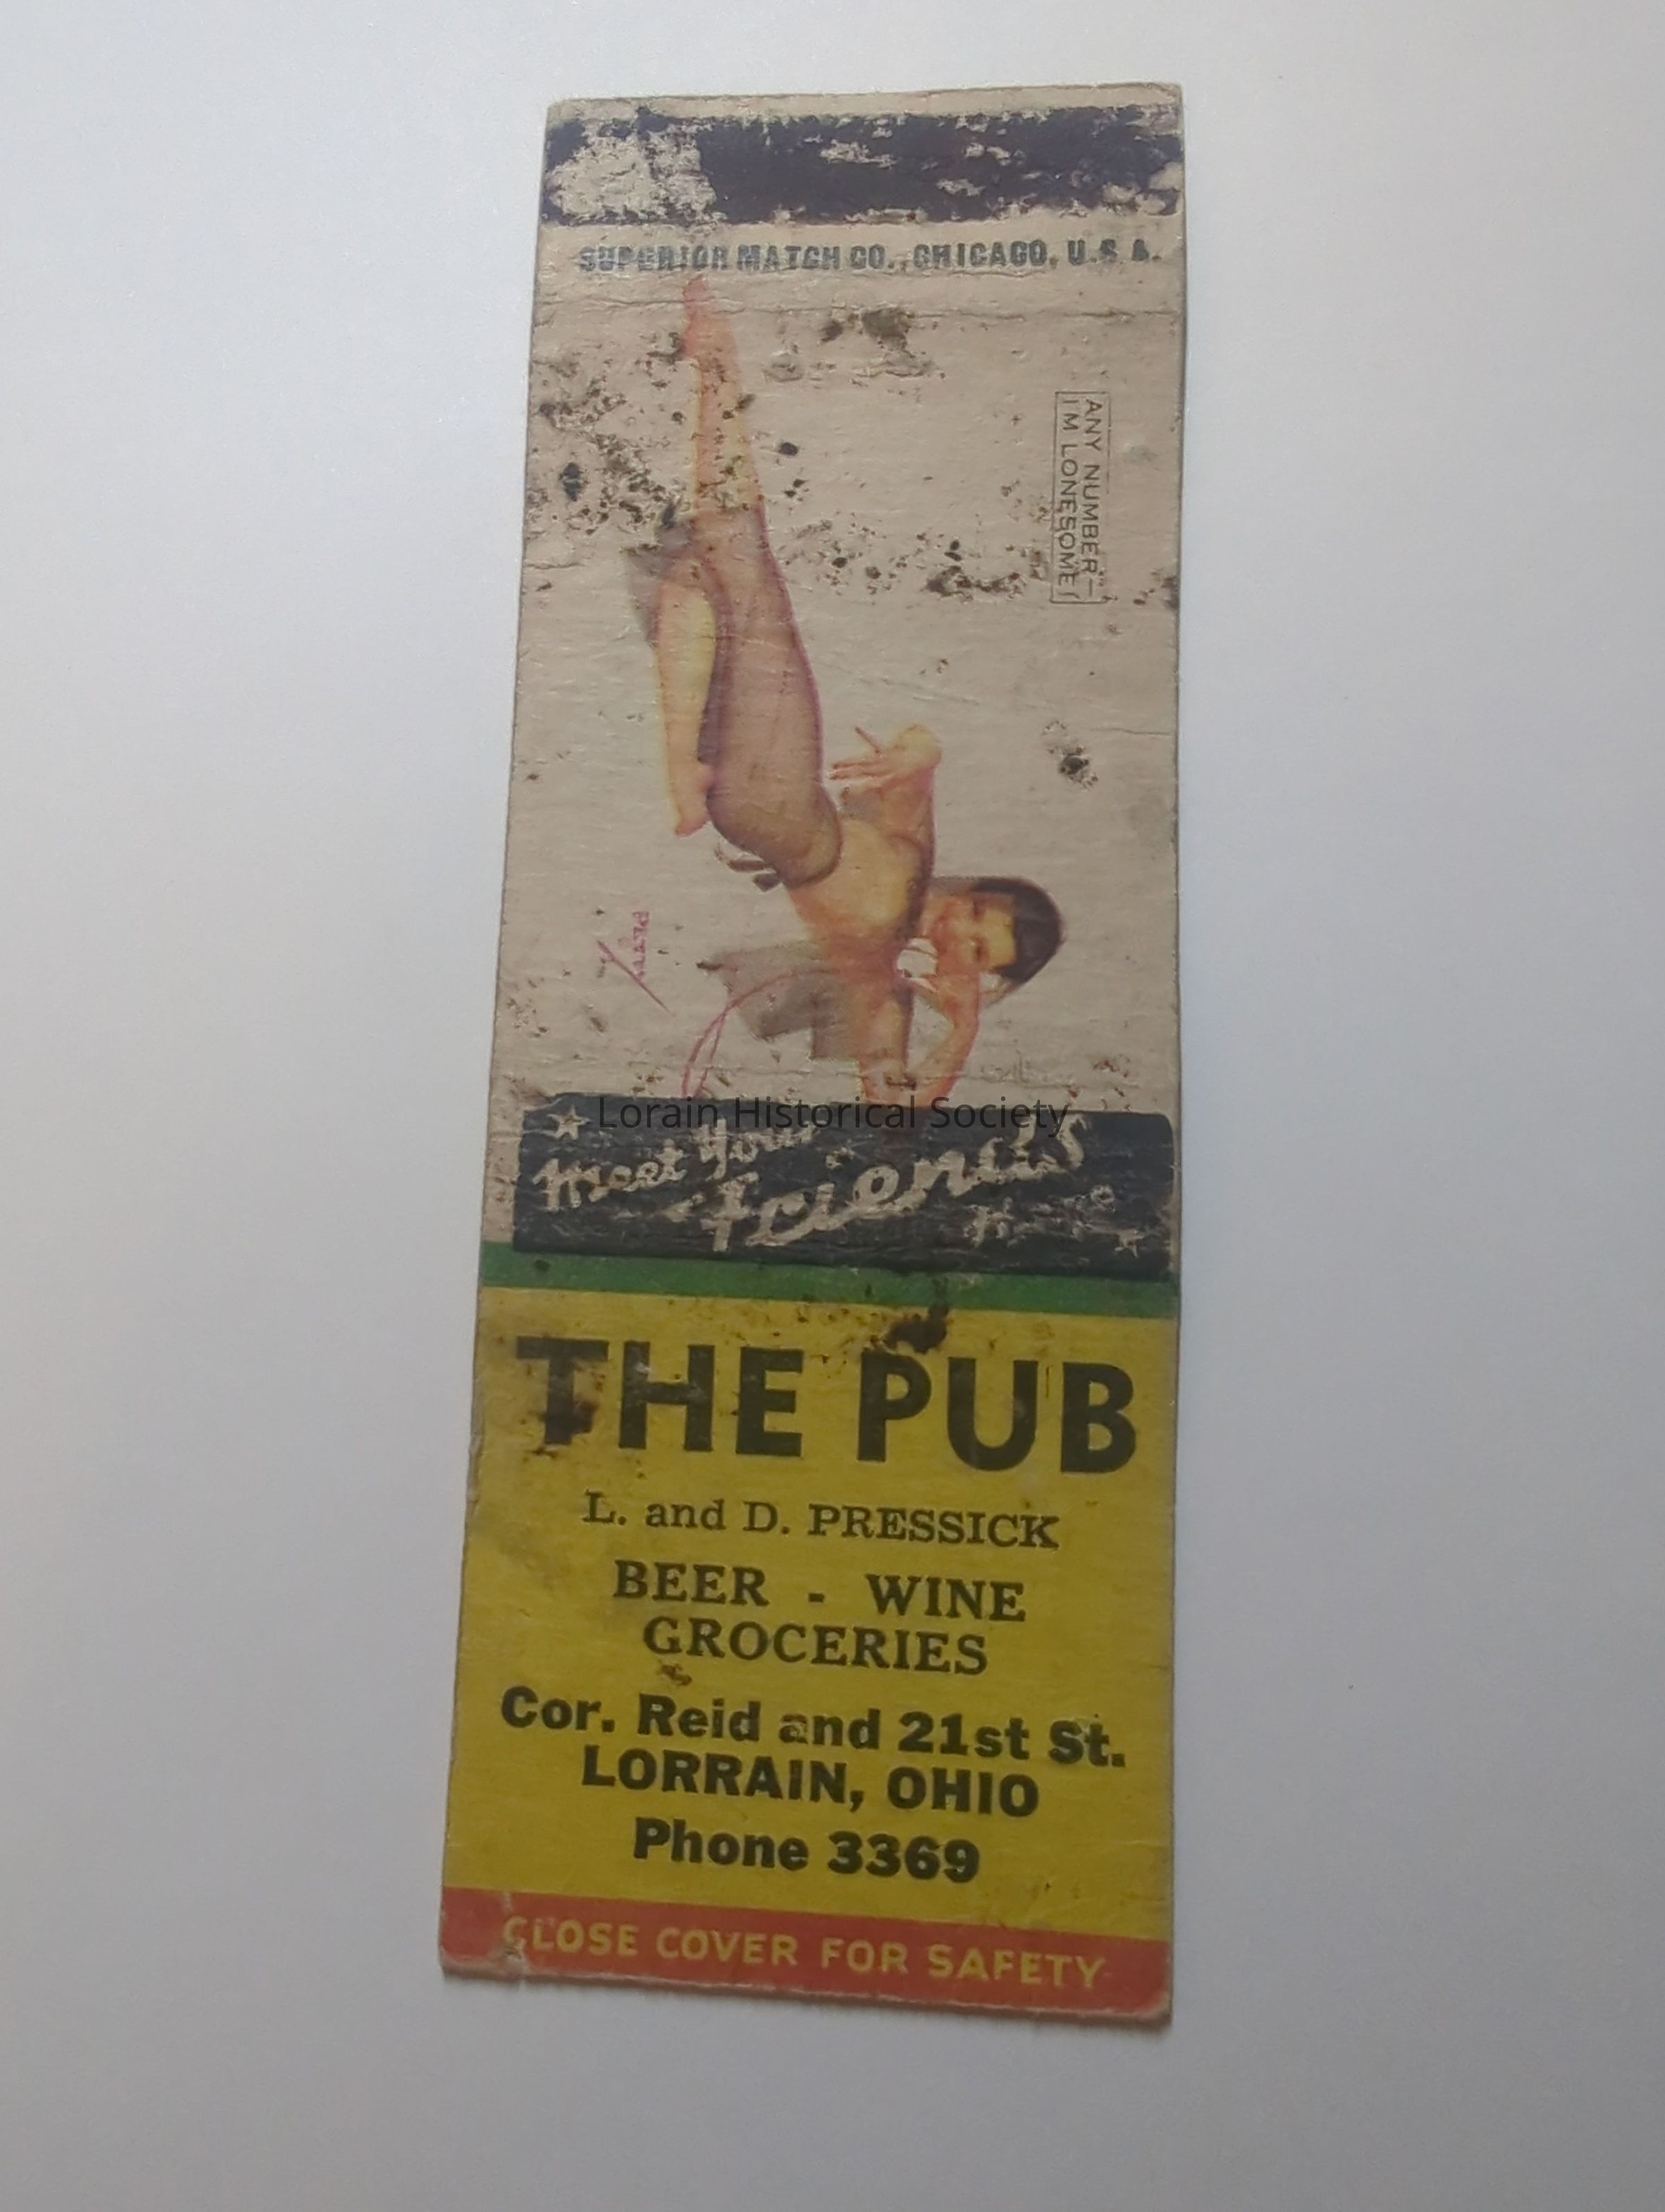 SUPERIOR MATCH CO., CHICAGO, U.S.A.
ANY NUMBER—
I'M LONESOME!
Petty
Lorain Historical Society
Meet Your
Friends
THE PUB
L. and D. PRESSICK
BEER - WINE
GROCERIES
Cor. Reid and 21st St.
LORRAIN, OHIO
Phone 3369
CLOSE COVER FOR SAFETY